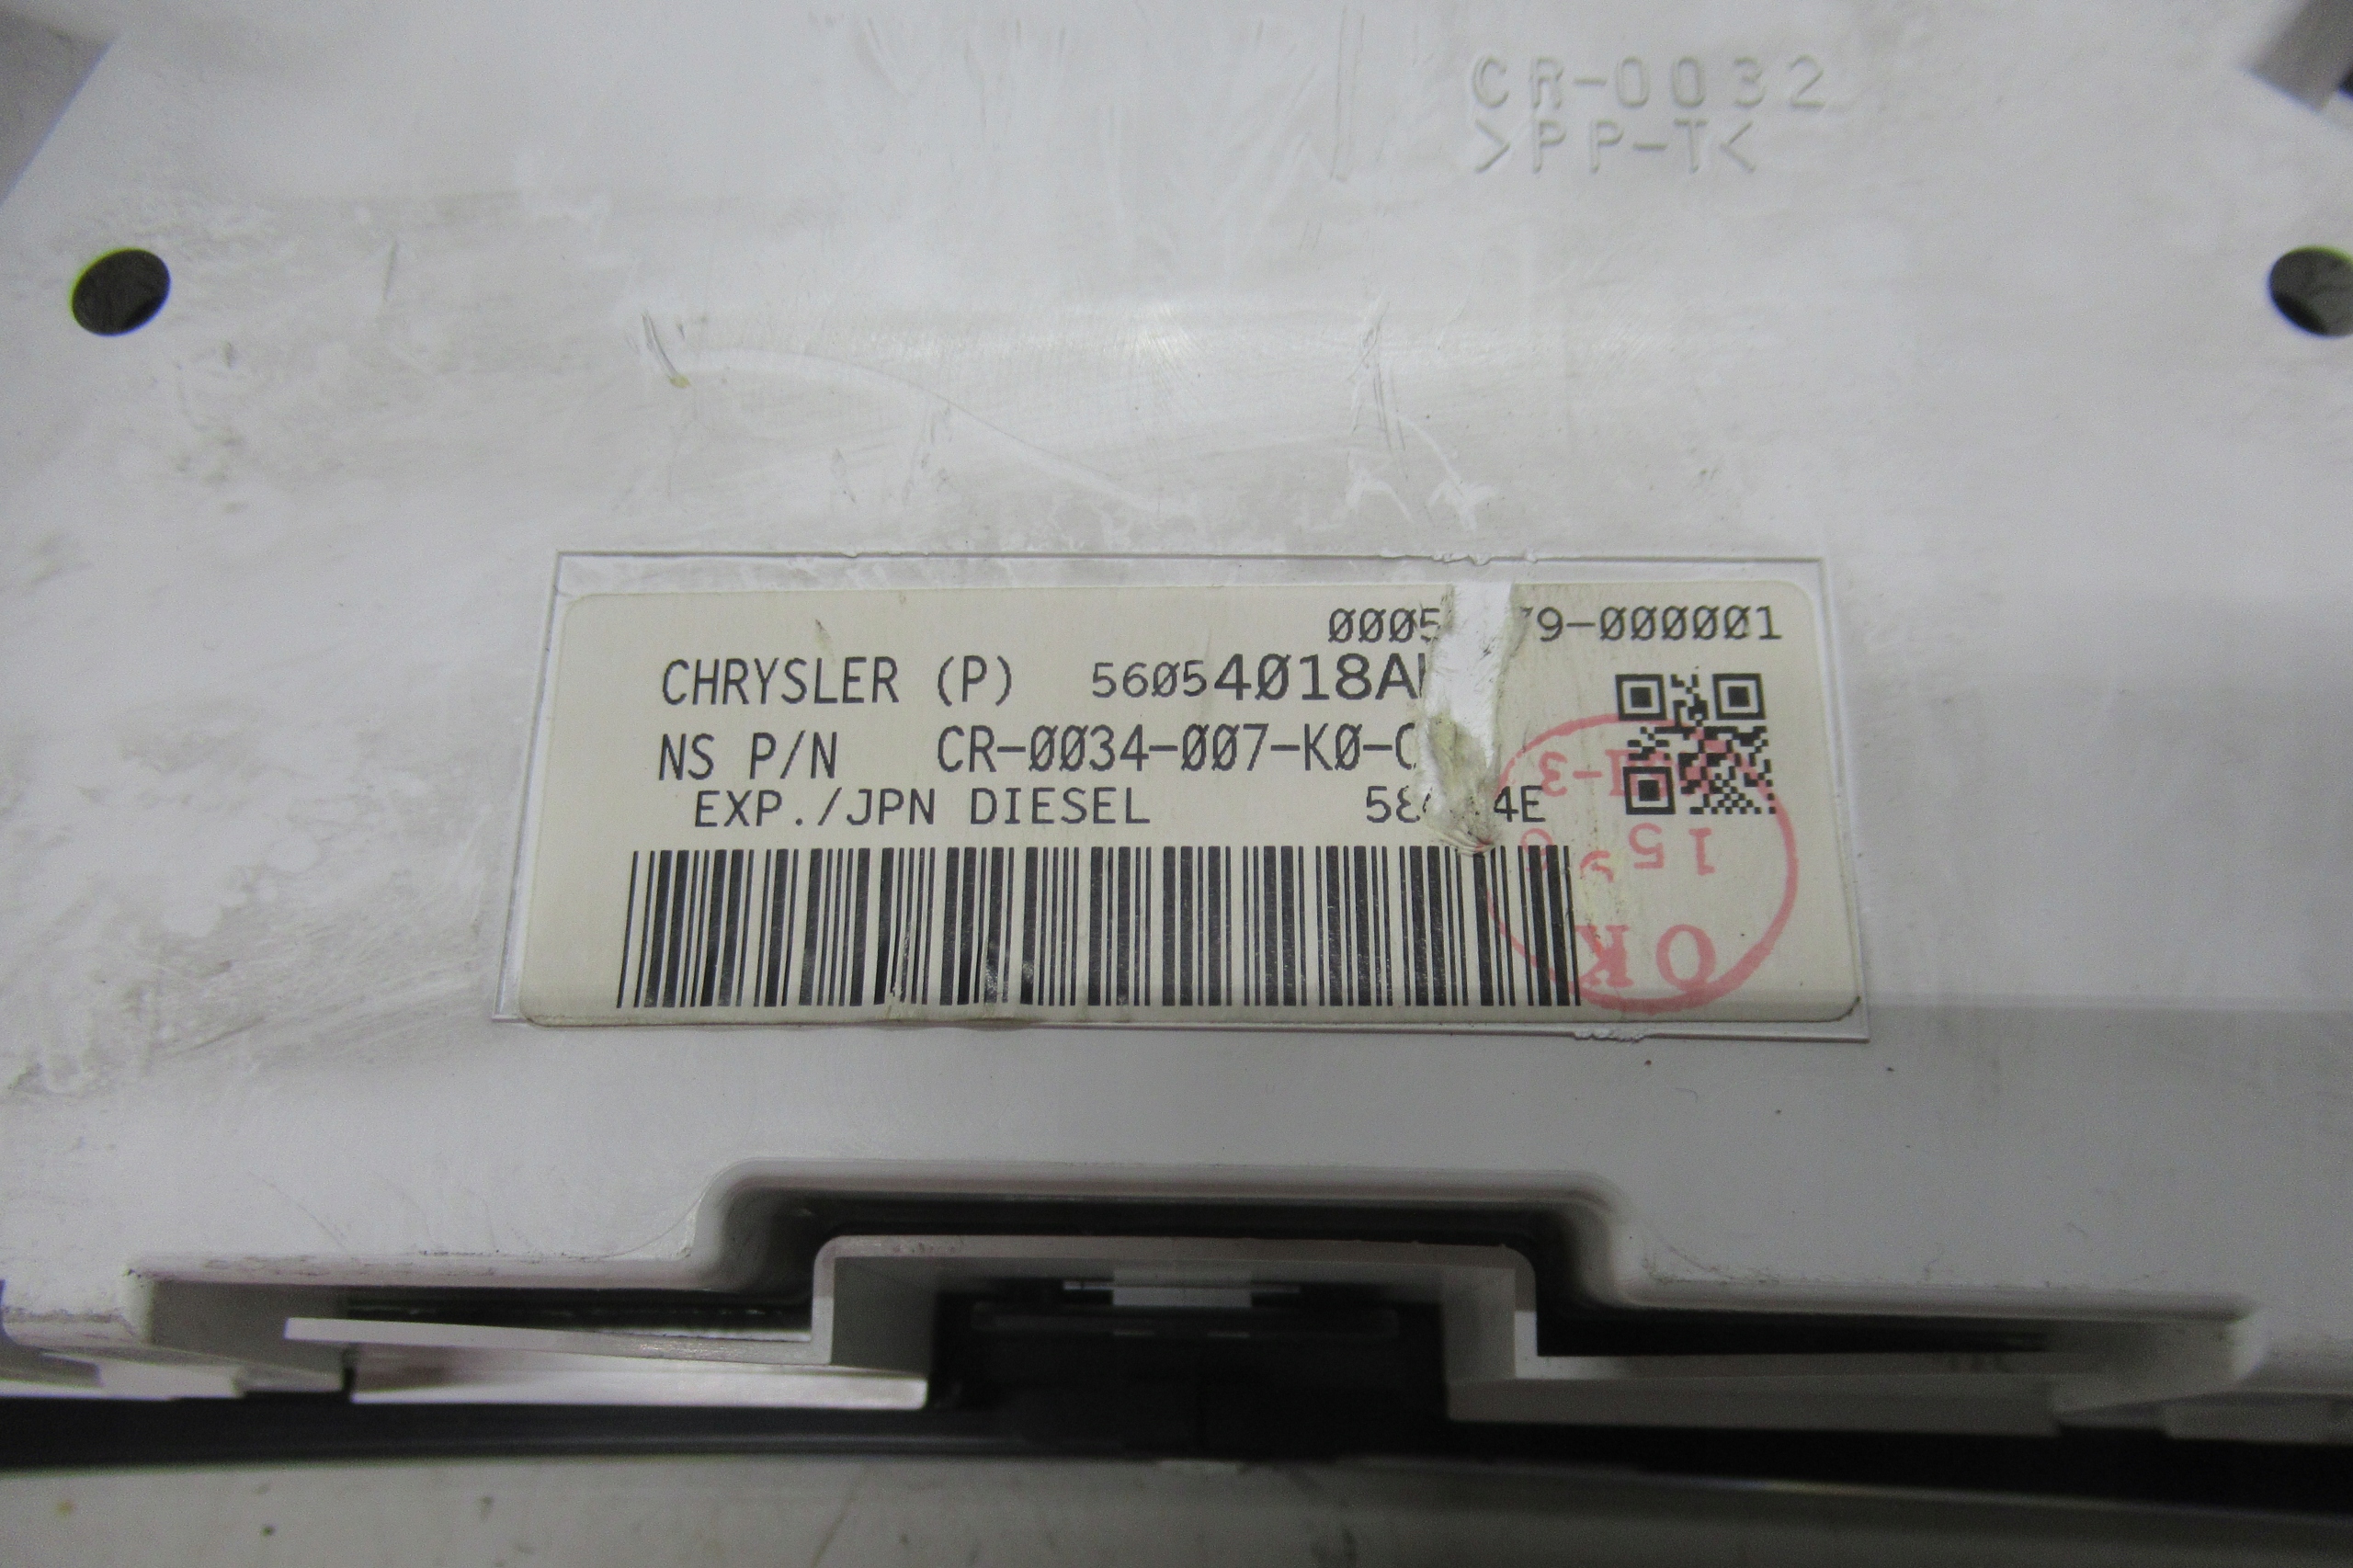 CR-0032
>PP-T<
0005 79-000001
CHRYSLER (P) 56054018A
NS P/N CR-0034-007-K0-
EXP./JPN DIESEL 58 4E
15
OK